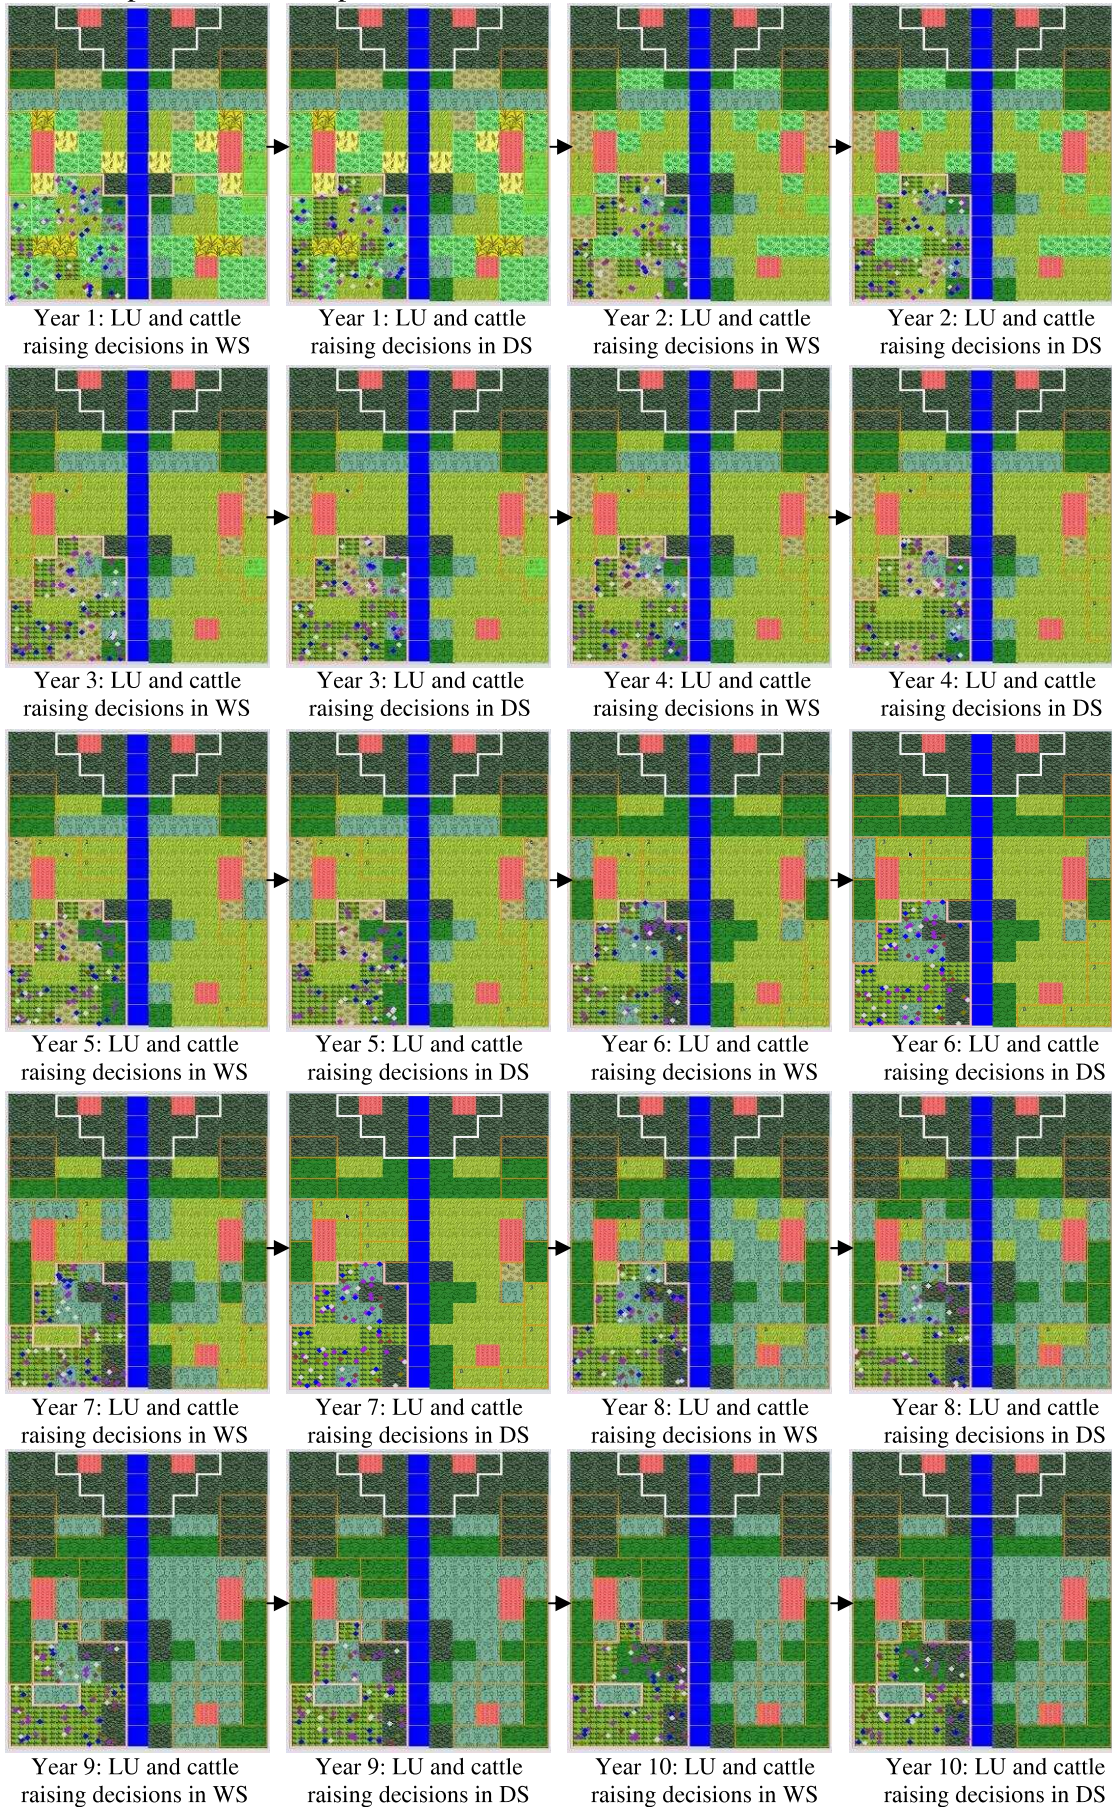 Year 1: LU and cattle
raising decisions in WS
Year 1: LU and cattle
raising decisions in DS
Year 2: LU and cattle
raising decisions in WS
Year 2: LU and cattle
raising decisions in DS
Year 3: LU and cattle
raising decisions in WS
Year 3: LU and cattle
raising decisions in DS
Year 4: LU and cattle
raising decisions in WS
Year 4: LU and cattle
raising decisions in DS
Year 5: LU and cattle
raising decisions in WS
Year 5: LU and cattle
raising decisions in DS
Year 6: LU and cattle
raising decisions in WS
Year 6: LU and cattle
raising decisions in DS
Year 7: LU and cattle
raising decisions in WS
Year 7: LU and cattle
raising decisions in DS
Year 8: LU and cattle
raising decisions in WS
Year 8: LU and cattle
raising decisions in DS
Year 9: LU and cattle
raising decisions in WS
Year 9: LU and cattle
raising decisions in DS
Year 10: LU and cattle
raising decisions in WS
Year 10: LU and cattle
raising decisions in DS